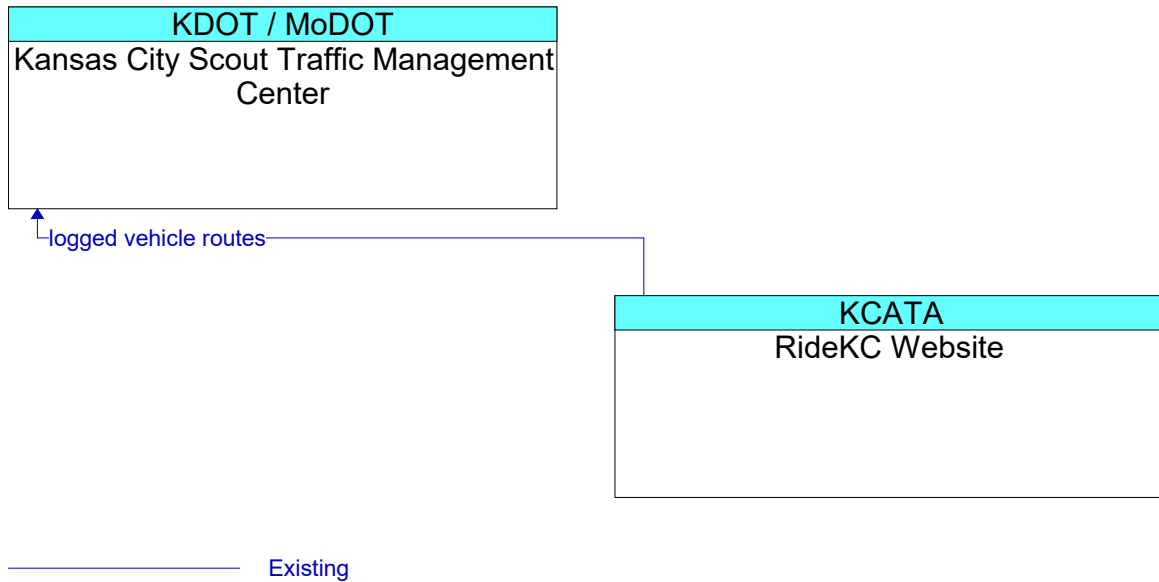 KDOT / MoDOT
Kansas City Scout Traffic Management
Center
logged vehicle routes
KCATA
RideKC Website
Existing